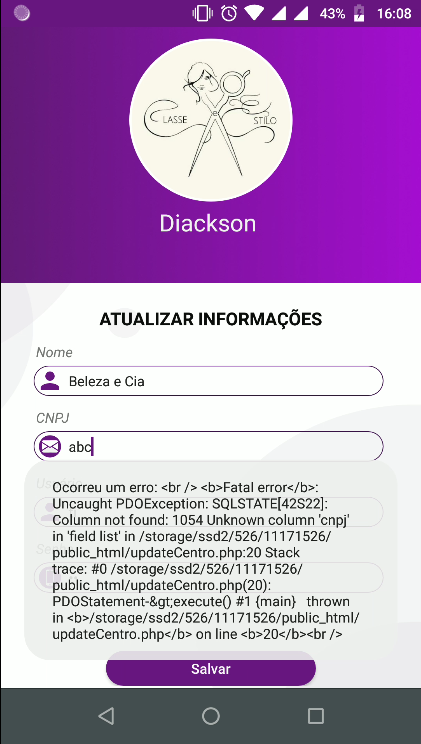 43% 16:08
LASSE STILO
Diackson
ATUALIZAR INFORMAÇÕES
Nome
Beleza e Cia
CNPJ
abc
Ocorreu um erro: <br /> <b>Fatal error</b>:
Uncaught PDOException: SQLSTATE[42S22]:
Column not found: 1054 Unknown column 'cnpj'
in 'field list' in /storage/ssd2/526/11171526/
public_html/updateCentro.php:20 Stack
trace: #0 /storage/ssd2/526/11171526/
public_html/updateCentro.php(20):
PDOStatement-&gt;execute() #1 {main}   thrown
in <b>/storage/ssd2/526/11171526/public_html/
updateCentro.php</b> on line <b>20</b><br />
Salvar